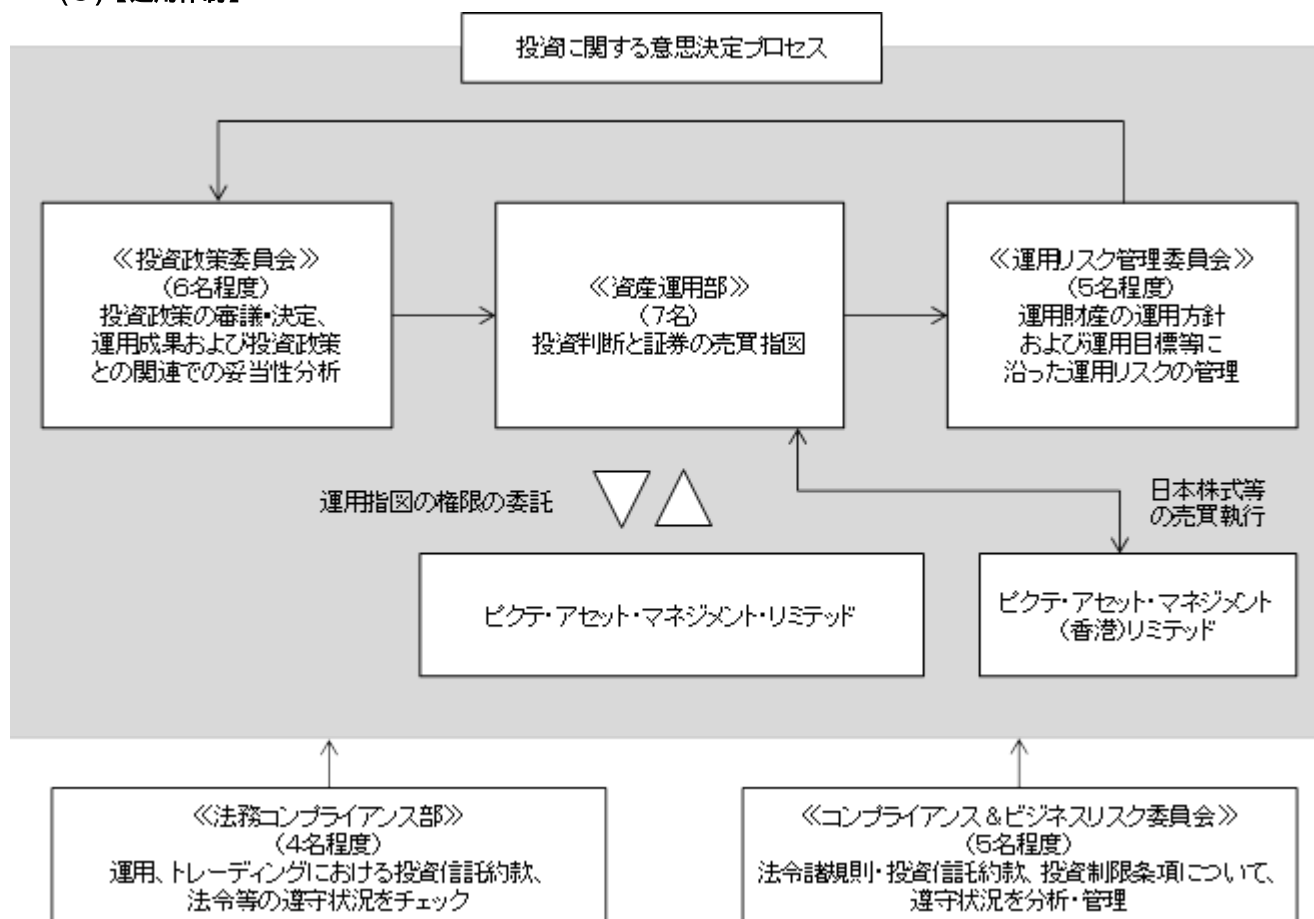 投資に関する意思決定プロセス
≪投資政策委員会≫
(6名程度)
投資政策の審議・決定、
運用成果および投資政策
との関連での妥当性分析
≪資産運用部≫
(7名)
投資判断と証券の売買指図
≪運用リスク管理委員会≫
(5名程度)
運用財産の運用方針
および運用目標等に
沿った運用リスクの管理
運用指図の権限の委託
日本株式等
の売買執行
ピクテ・アセット・マネジメント・リミテッド
ピクテ・アセット・マネジメント
(香港)リミテッド
≪法務コンプライアンス部≫
(4名程度)
運用、トレーディングにおける投資信託約款、
法令等の遵守状況をチェック
≪コンプライアンス&ビジネスリスク委員会≫
(5名程度)
法令諸規則・投資信託約款、投資制限条項について、
遵守状況を分析・管理